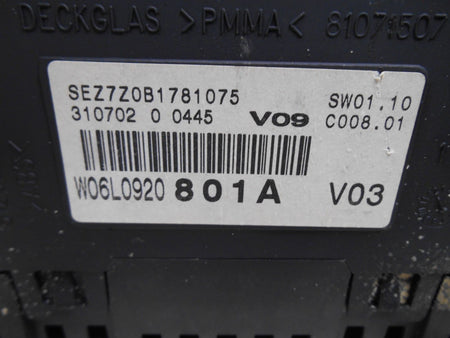 DECKGLAS >PMMA< 81071507
SEZ7Z0B1781075
SW01.10
310702 0 0445 V09 C008.01
W06L0920 801A V03